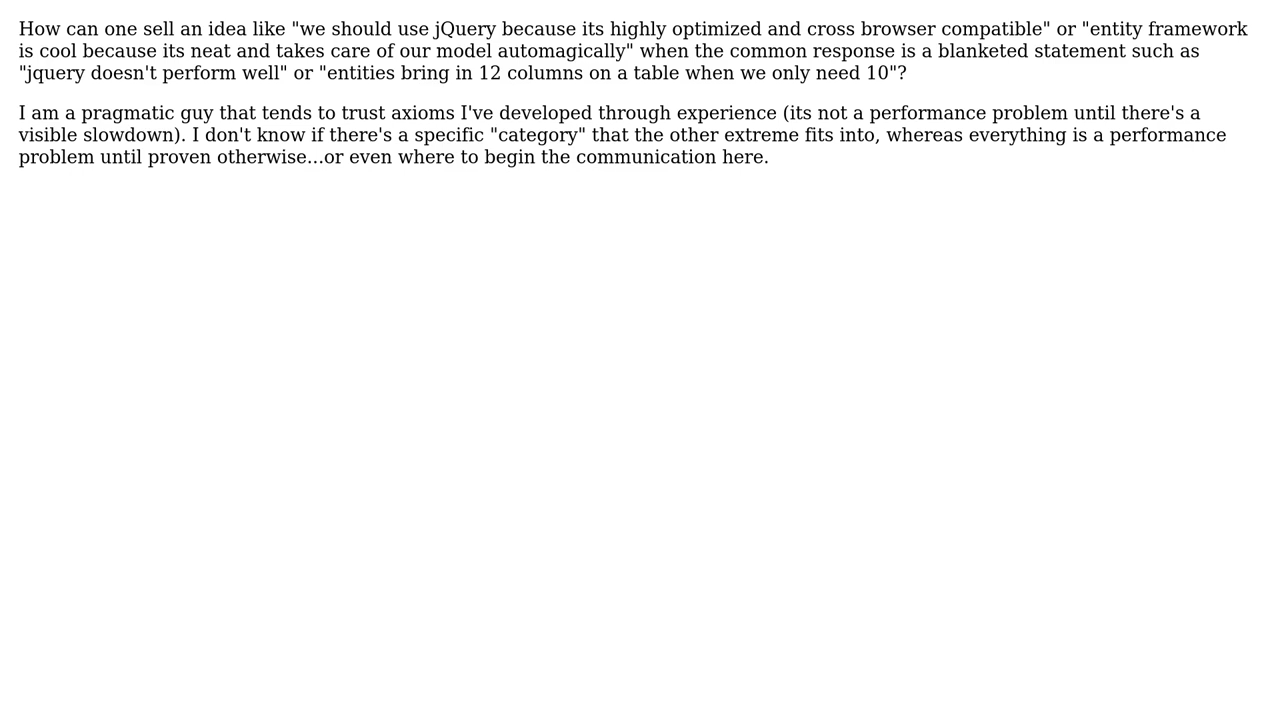 How can one sell an idea like "we should use jQuery because its highly optimized and cross browser compatible" or "entity framework
is cool because its neat and takes care of our model automagically" when the common response is a blanketed statement such as
"jquery doesn't perform well" or "entities bring in 12 columns on a table when we only need 10"?
I am a pragmatic guy that tends to trust axioms I've developed through experience (its not a performance problem until there's a
visible slowdown). I don't know if there's a specific "category" that the other extreme fits into, whereas everything is a performance
problem until proven otherwise...or even where to begin the communication here.